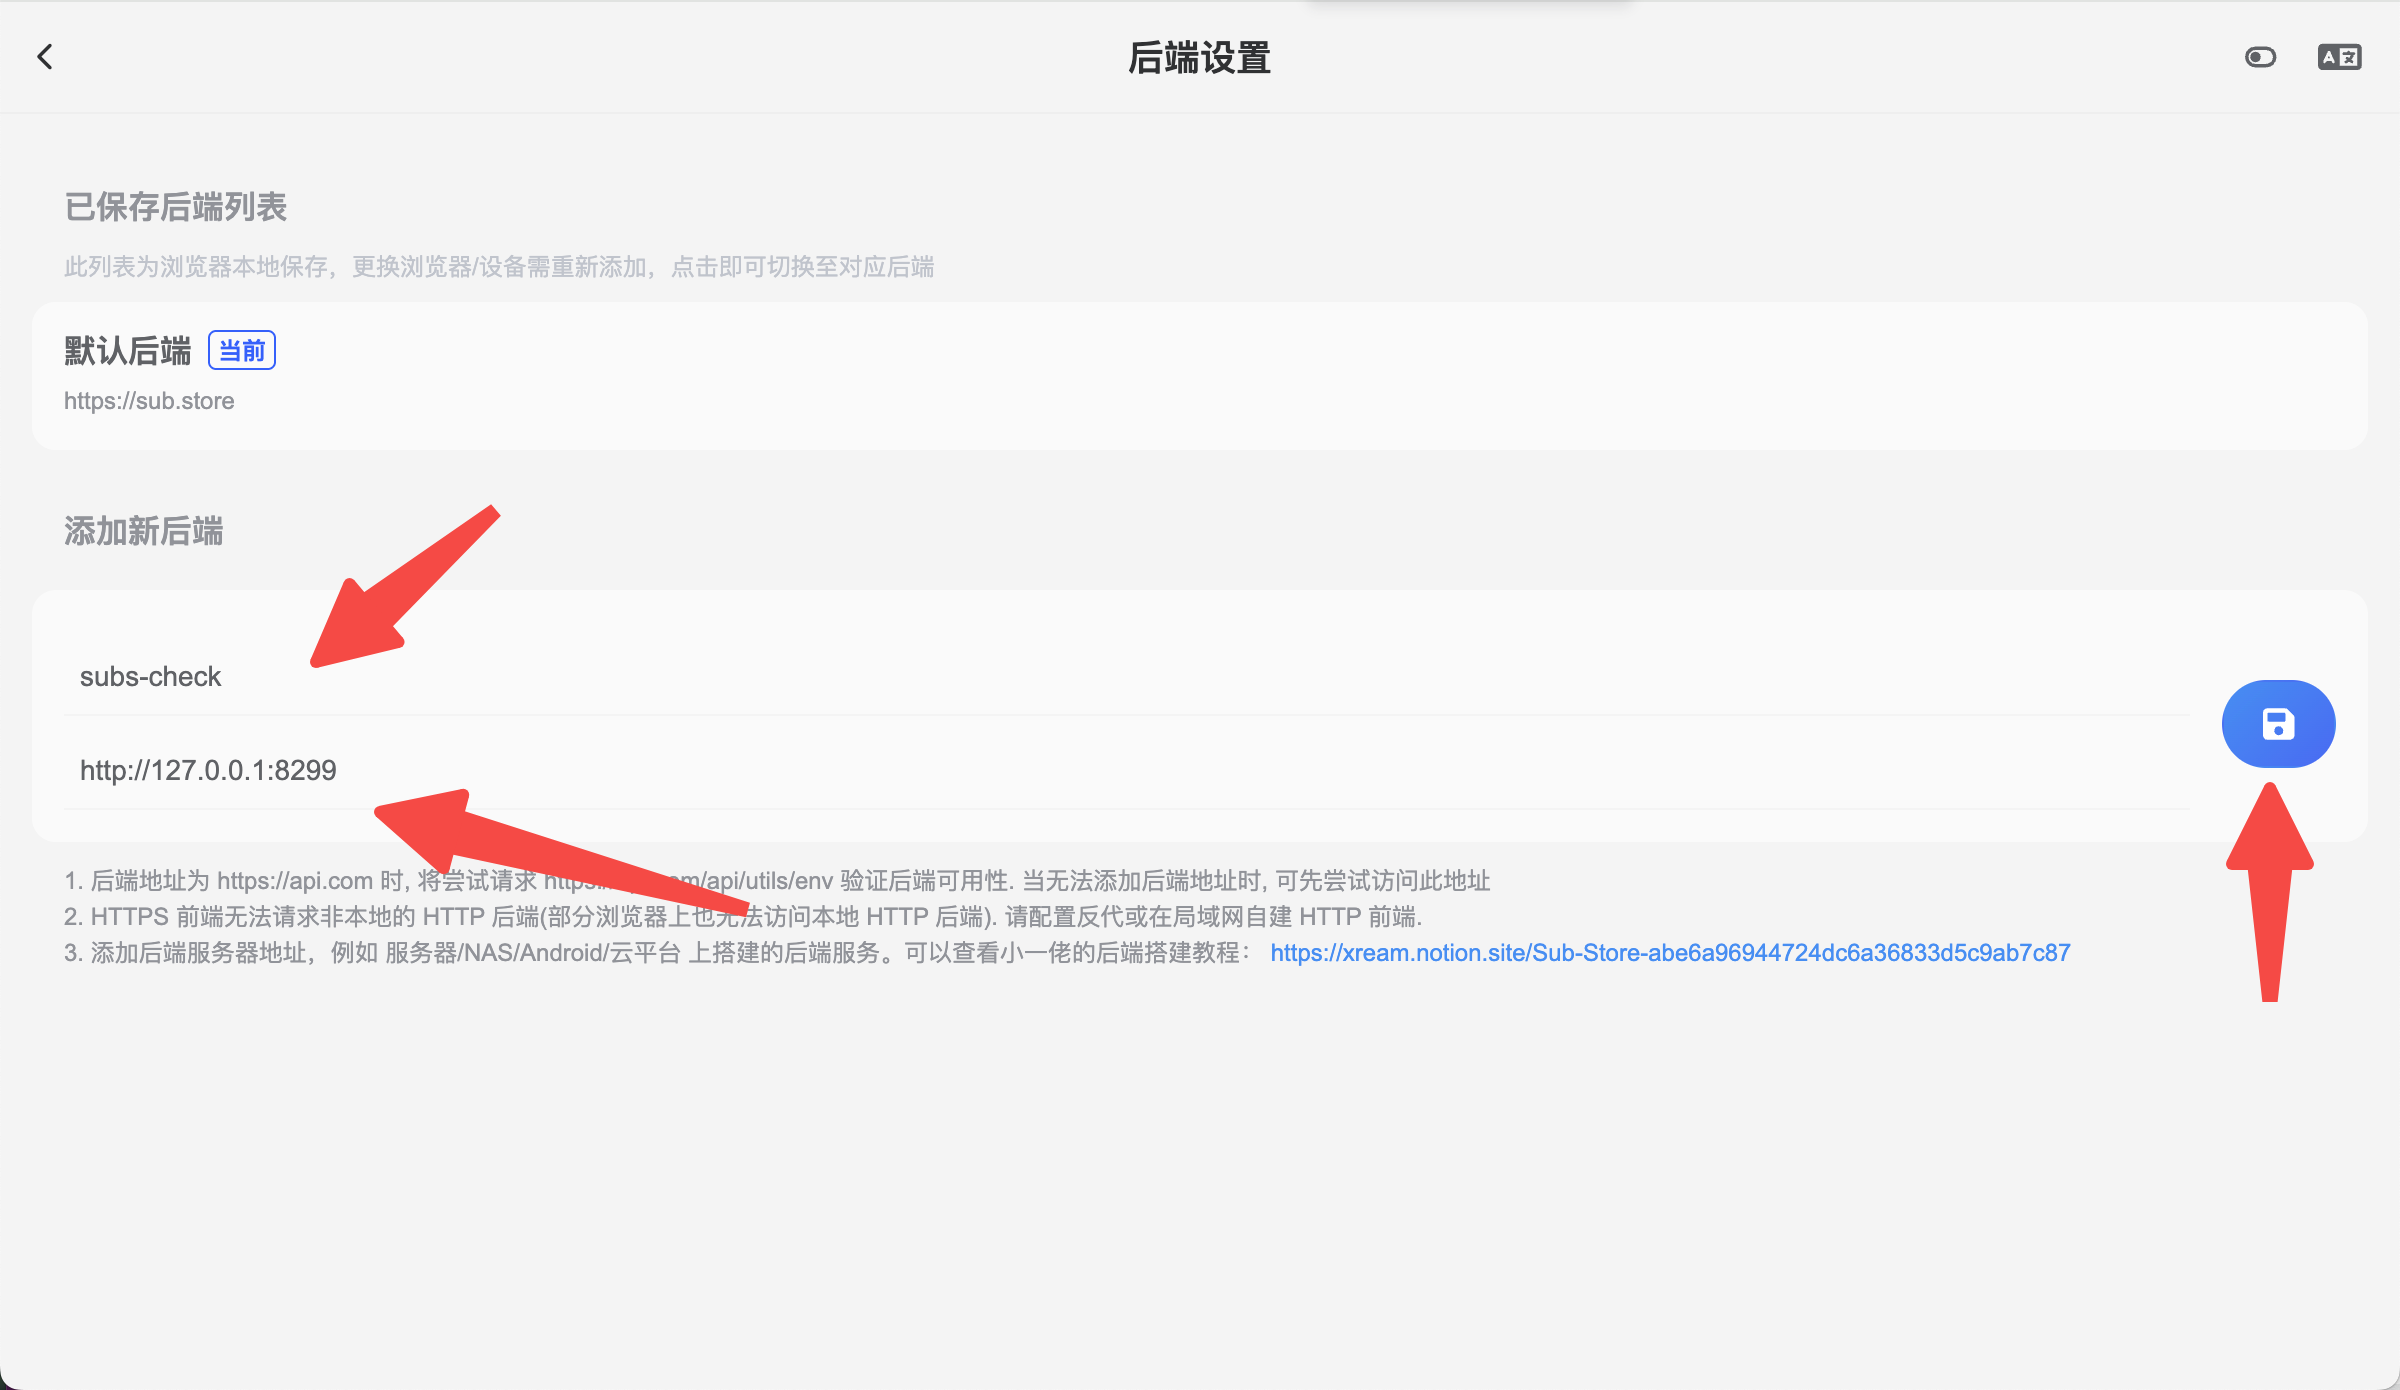 后端设置
A 文
已保存后端列表
此列表为浏览器本地保存，更换浏览器/设备需重新添加，点击即可切换至对应后端
默认后端 当前
https://sub.store
添加新后端
subs-check
http://127.0.0.1:8299
1. 后端地址为 https://api.com 时, 将尝试请求 https://api.com/api/utils/env 验证后端可用性. 当无法添加后端地址时, 可先尝试访问此地址
2. HTTPS 前端无法请求非本地的 HTTP 后端(部分浏览器上也无法访问本地 HTTP 后端). 请配置反代或在局域网自建 HTTP 前端.
3. 添加后端服务器地址，例如 服务器/NAS/Android/云平台 上搭建的后端服务。可以查看小一佬的后端搭建教程： https://xream.notion.site/Sub-Store-abe6a96944724dc6a36833d5c9ab7c87